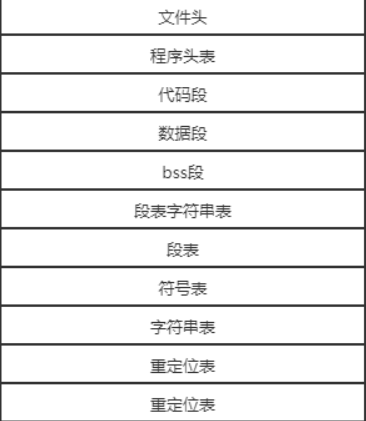 文件头
程序头表
代码段
数据段
bss段
段表字符串表
段表
符号表
字符串表
重定位表
重定位表